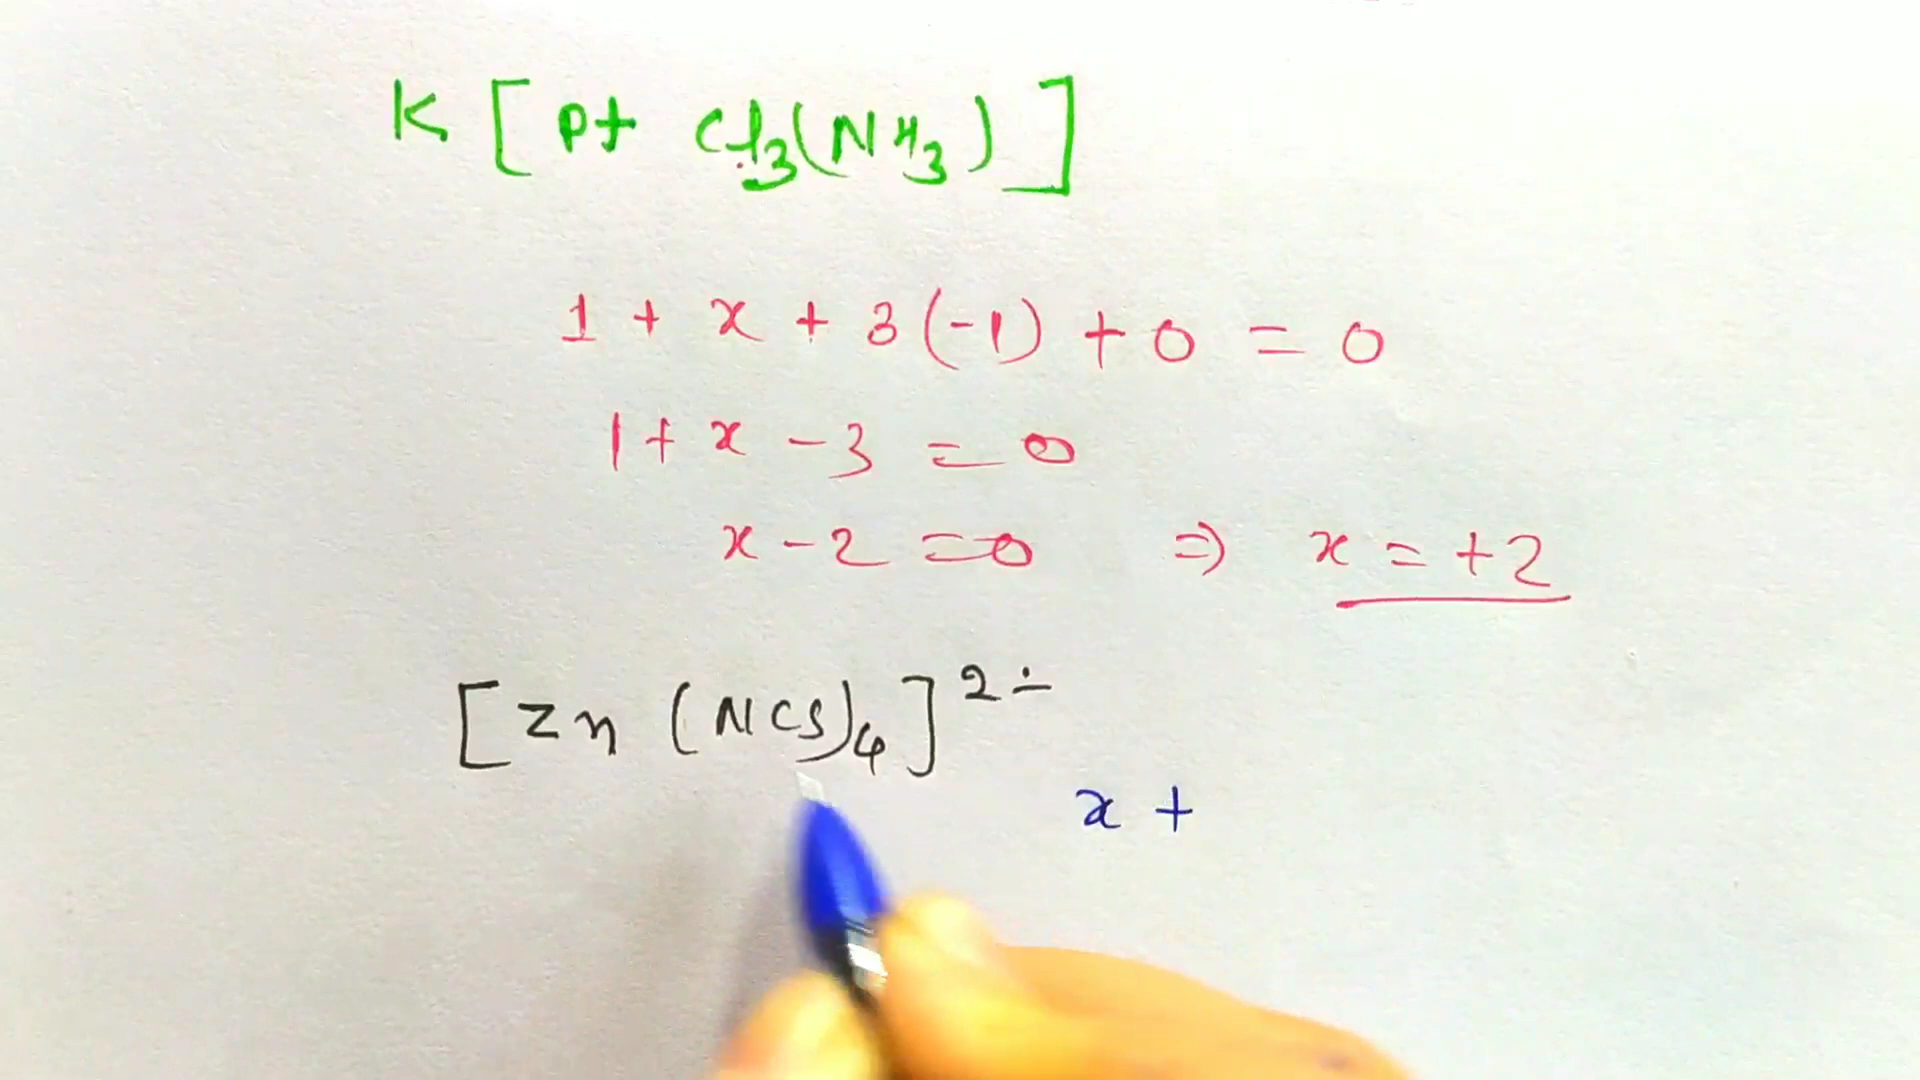 K [ Pt Cl3(NH3) ]
1 + x + 3(-1) + 0 = 0
1 + x - 3 = 0
x - 2 = 0 ⇒ x = +2
[ Zn (NCS)4 ]2-
x +